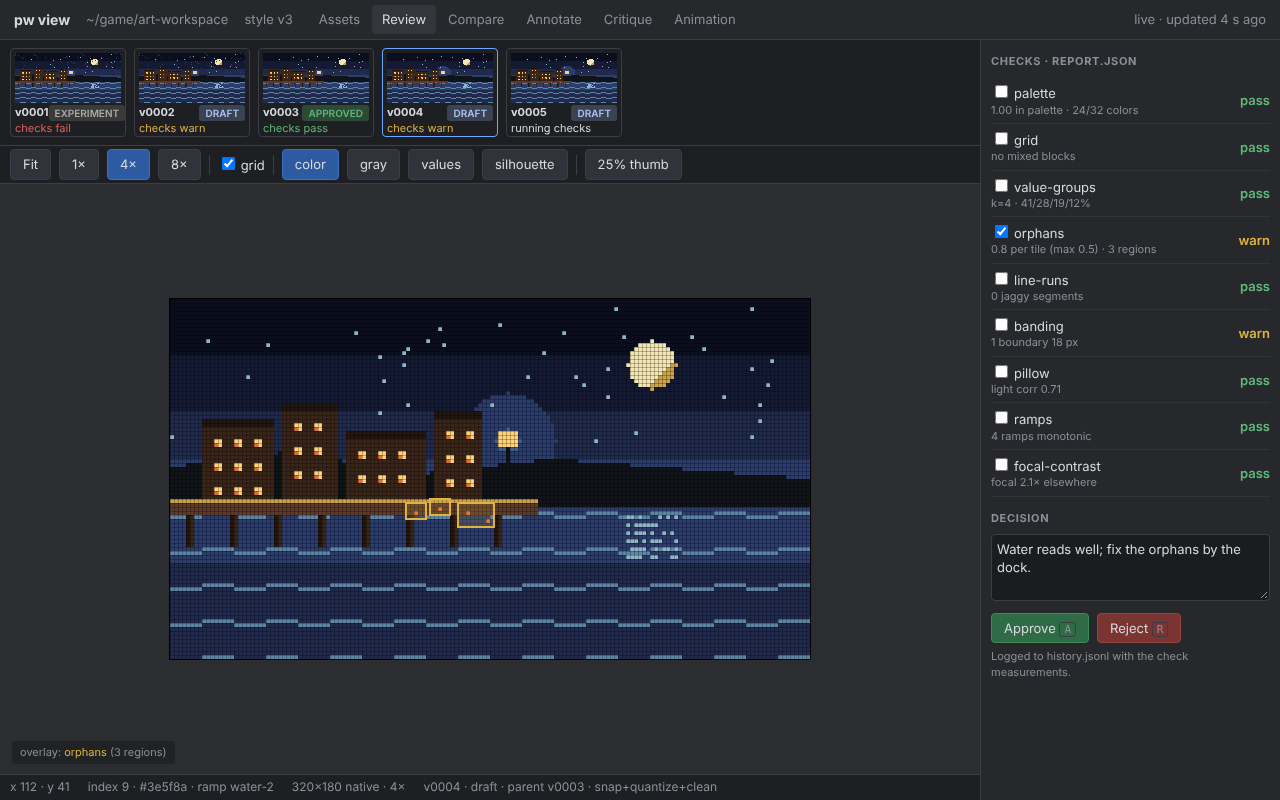 pw view ~/game/art-workspace style v3 Assets Review Compare Annotate Critique Animation live · updated 4 s ago
v0001 EXPERIMENT
checks fail
v0002 DRAFT
checks warn
v0003 APPROVED
checks pass
v0004 DRAFT
checks warn
v0005 DRAFT
running checks
Fit 1× 4× 8× grid color gray values silhouette 25% thumb
overlay: orphans (3 regions)
x 112 · y 41 index 9 · #3e5f8a · ramp water-2 320×180 native · 4× v0004 · draft · parent v0003 · snap+quantize+clean
CHECKS · REPORT.JSON
palette pass
1.00 in palette · 24/32 colors
grid pass
no mixed blocks
value-groups pass
k=4 · 41/28/19/12%
orphans warn
0.8 per tile (max 0.5) · 3 regions
line-runs pass
0 jaggy segments
banding warn
1 boundary 18 px
pillow pass
light corr 0.71
ramps pass
4 ramps monotonic
focal-contrast pass
focal 2.1× elsewhere
DECISION
Water reads well; fix the orphans by the
dock.
Approve A Reject R
Logged to history.jsonl with the check
measurements.